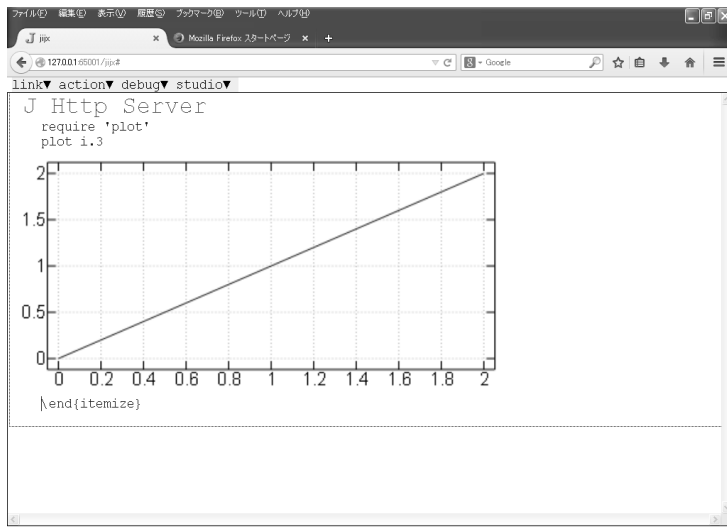 ファイル(F) 編集(E) 表示(V) 履歴(S) ブックマーク(B) ツール(T) ヘルプ(H)
J jijx × Mozilla Firefox スタートページ × +
127.0.0.1:65001/jijx# 8 Google
link▼ action▼ debug▼ studio▼
J Http Server
require 'plot'
plot i.3
2
1.5
1
0.5
0
0 0.2 0.4 0.6 0.8 1 1.2 1.4 1.6 1.8 2
\end{itemize}